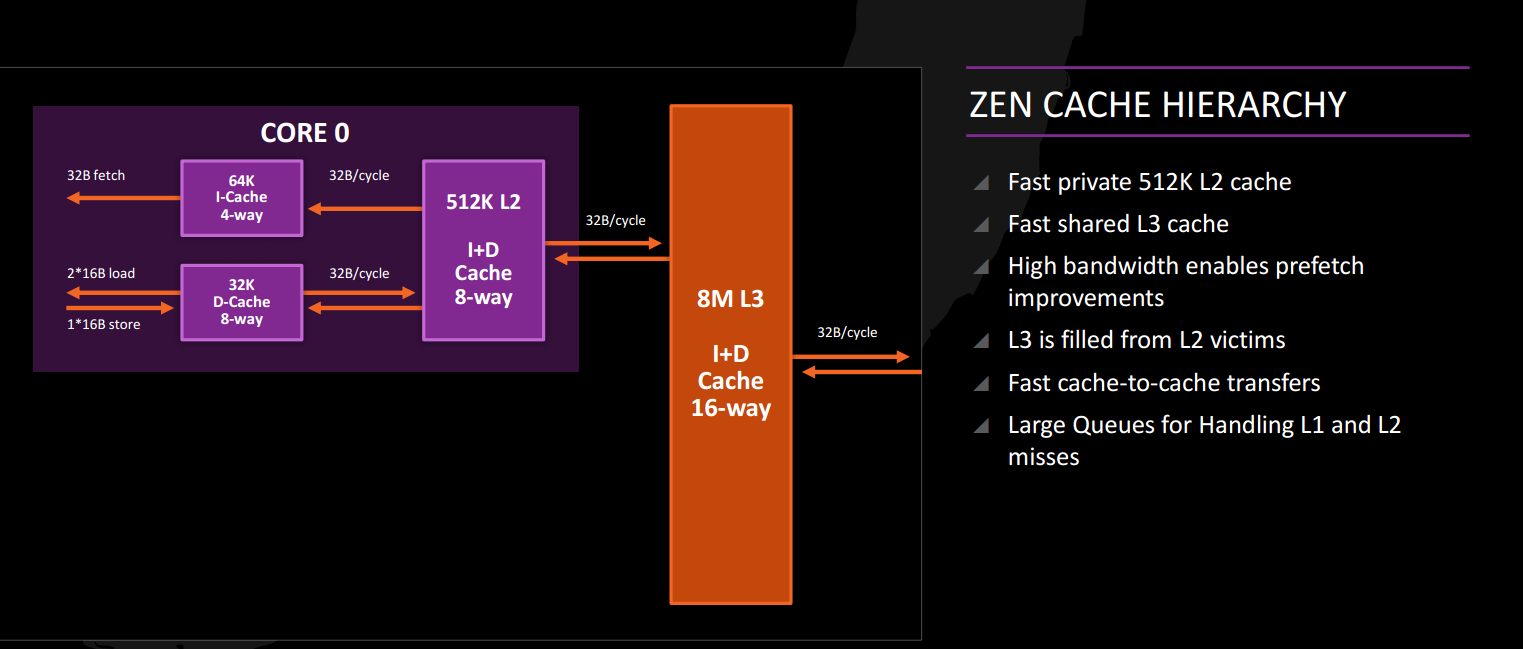 CORE 0
32B fetch
64K
I-Cache
4-way
32B/cycle
2*16B load
1*16B store
32K
D-Cache
8-way
32B/cycle
512K L2
I+D
Cache
8-way
32B/cycle
8M L3
I+D
Cache
16-way
32B/cycle
ZEN CACHE HIERARCHY
Fast private 512K L2 cache
Fast shared L3 cache
High bandwidth enables prefetch
improvements
L3 is filled from L2 victims
Fast cache-to-cache transfers
Large Queues for Handling L1 and L2
misses